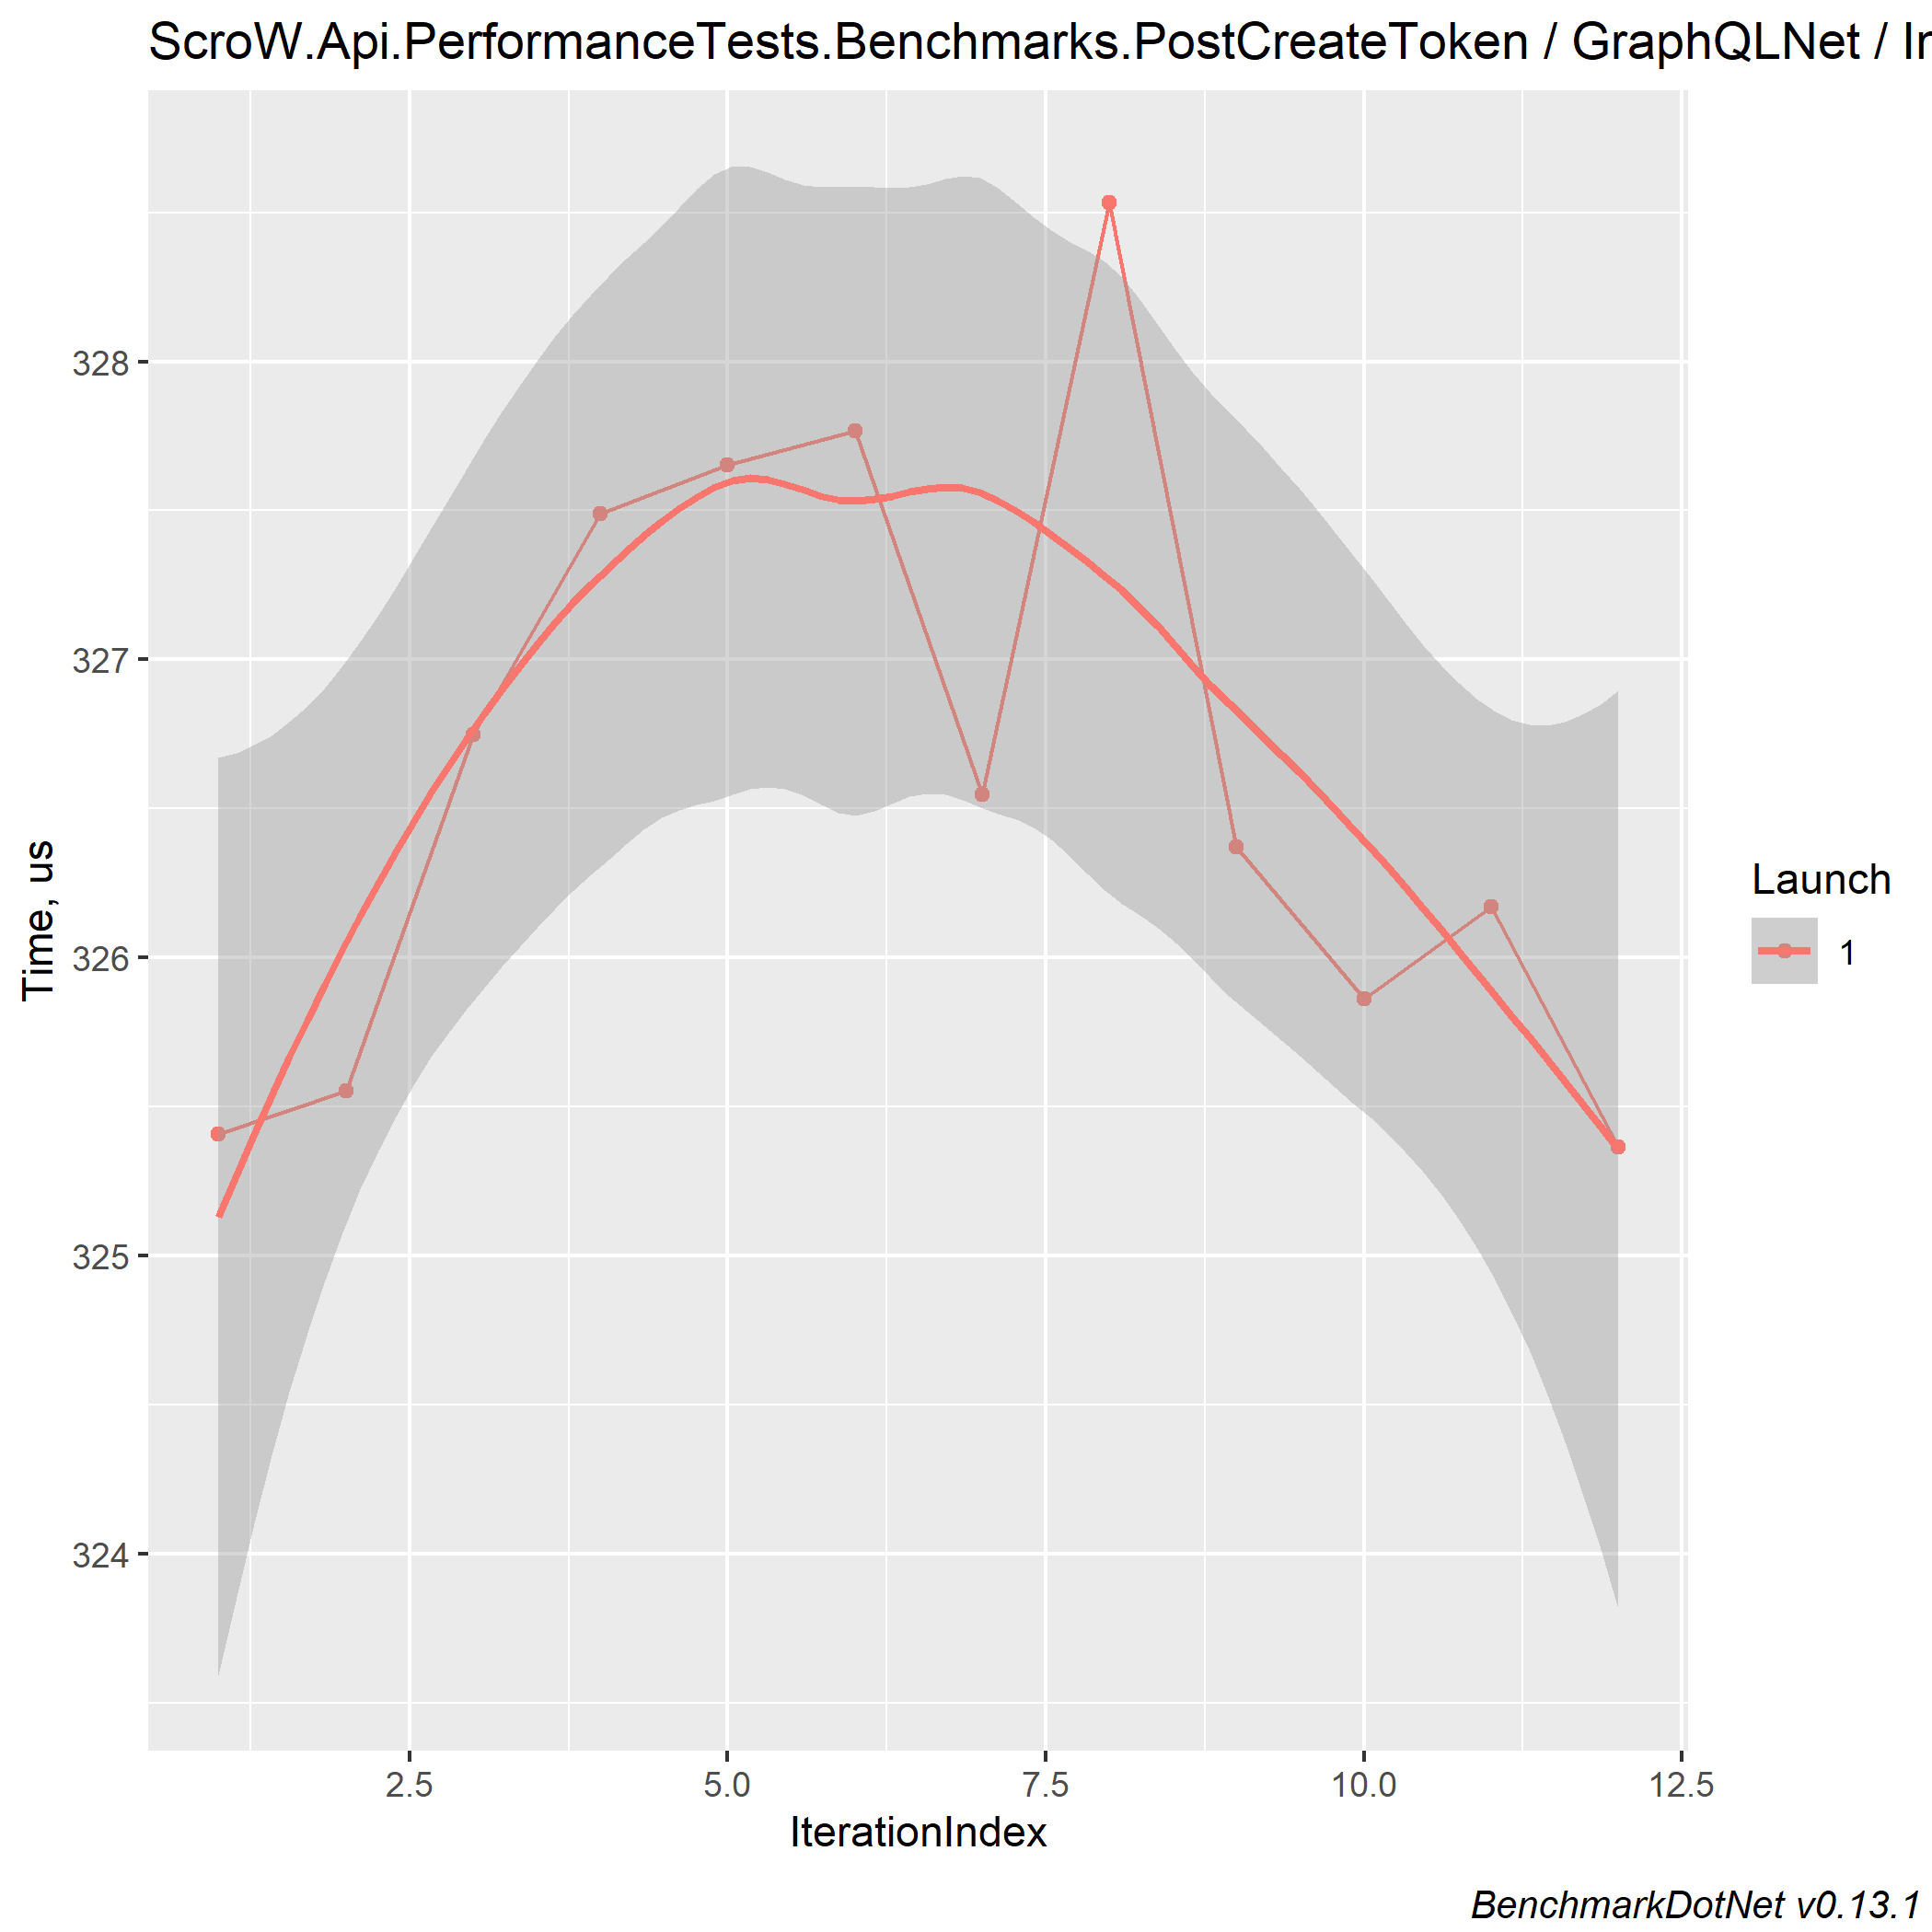 ScroW.Api.PerformanceTests.Benchmarks.PostCreateToken / GraphQLNet / In
328
327
326
325
324
Time, us
2.5 5.0 7.5 10.0 12.5
IterationIndex
Launch
1
BenchmarkDotNet v0.13.1